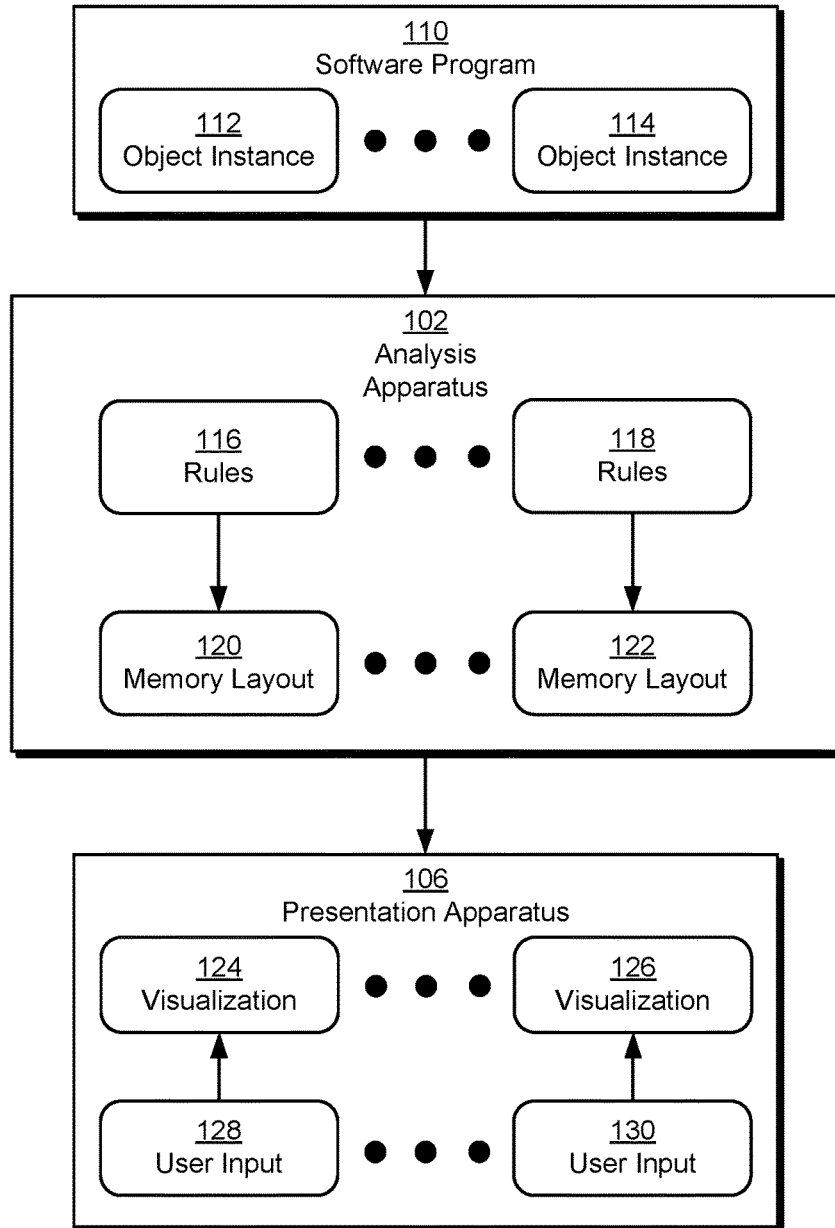 110
Software Program
112
Object Instance
114
Object Instance
102
Analysis
Apparatus
116
Rules
118
Rules
120
Memory Layout
122
Memory Layout
106
Presentation Apparatus
124
Visualization
126
Visualization
128
User Input
130
User Input